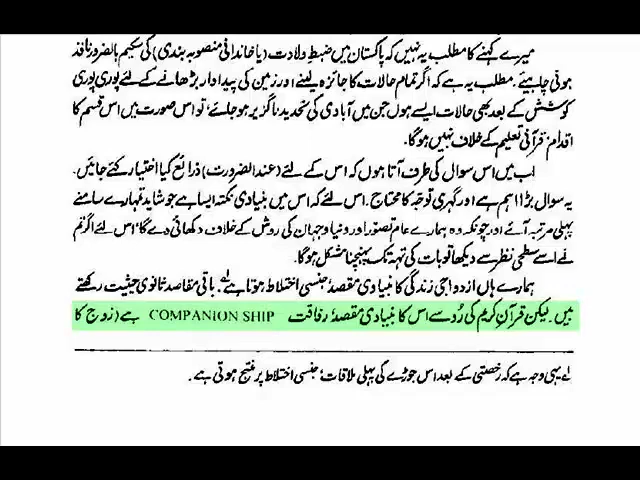 میرے کہنے کا مطلب یہ نہیں کہ پاکستان میں ضبطِ ولادت (یا خاندانی منصوبہ بندی) کی سکیم بالضرور نافذ
ہونی چاہیئے۔ مطلب یہ ہے کہ اگر تمام حالات کا جائزہ لینے اور زمین کی پیداوار بڑھانے کے لئے پوری پوری
کوشش کے بعد بھی حالات ایسے ہوں جن میں آبادی کی تحدید ناگزیر ہو جائے، تو اس صورت میں اس قسم کا
اقدام، قرآنی تعلیم کے خلاف نہیں ہوگا۔
اب میں اس سوال کی طرف آتا ہوں کہ اس کے لئے (عند الضرورت) ذرائع کیا اختیار کئے جائیں۔
یہ سوال بڑا اہم ہے اور گہری توجہ کا محتاج۔ اس لئے کہ اس میں بنیادی نکتہ ایسا ہے جو شاید تمہارے سامنے
پہلی مرتبہ آئے اور چونکہ وہ ہمارے عام تصور اور دنیا و جہان کی روش کے خلاف دکھائی دے گا، اس لئے اگر تم
نے اسے سطحی نظر سے دیکھا تو بات کی تہہ تک پہنچنا مشکل ہوگا۔
ہمارے ہاں ازدواجی زندگی کا بنیادی مقصد، جنسی اختلاط ہوتا ہے لہ۔ باقی مقاصد ثانوی حیثیت رکھتے
ہیں۔ لیکن قرآنِ کریم کی رُو سے اس کا بنیادی مقصد، رفاقت COMPANION SHIP ہے (زوج کا
لہ یہی وجہ ہے کہ رخصتی کے بعد اس جوڑے کی پہلی ملاقات، جنسی اختلاط پر منتج ہوتی ہے۔